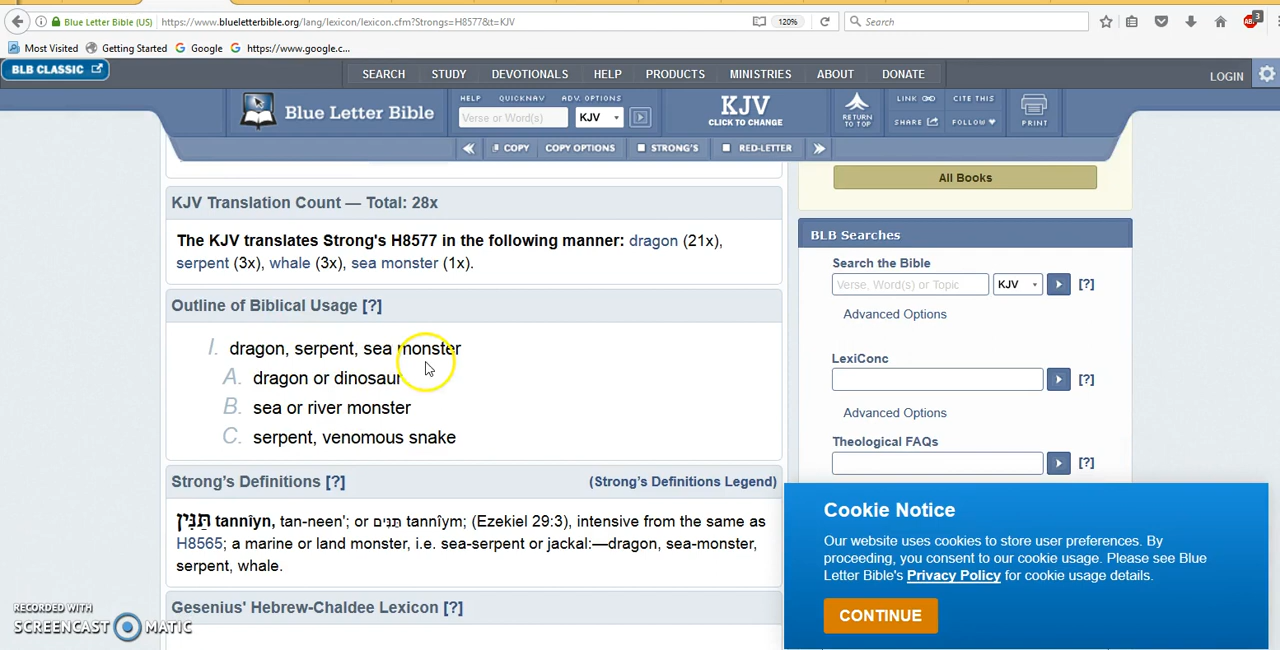 Blue Letter Bible (US) https://www.blueletterbible.org/lang/lexicon/lexicon.cfm?Strongs=H8577&t=KJV 120% Search
Most Visited Getting Started Google https://www.google.c...
BLB CLASSIC
SEARCH STUDY DEVOTIONALS HELP PRODUCTS MINISTRIES ABOUT DONATE LOGIN
Blue Letter Bible
HELP QUICKNAV ADV. OPTIONS
Verse or Word(s) KJV
KJV
CLICK TO CHANGE
RETURN
TO TOP
LINK CITE THIS
SHARE FOLLOW
PRINT
COPY COPY OPTIONS STRONG'S RED-LETTER
KJV Translation Count — Total: 28x
The KJV translates Strong's H8577 in the following manner: dragon (21x),
serpent (3x), whale (3x), sea monster (1x).
Outline of Biblical Usage [?]
I. dragon, serpent, sea monster
A. dragon or dinosaur
B. sea or river monster
C. serpent, venomous snake
Strong's Definitions [?] (Strong's Definitions Legend)
תַּנִּין tannîyn, tan-neen'; or תַּנִּים tannîym; (Ezekiel 29:3), intensive from the same as
H8565; a marine or land monster, i.e. sea-serpent or jackal:—dragon, sea-monster,
serpent, whale.
Gesenius' Hebrew-Chaldee Lexicon [?]
All Books
BLB Searches
Search the Bible
Verse, Word(s) or Topic KJV [?]
Advanced Options
LexiConc
[?]
Advanced Options
Theological FAQs
[?]
Cookie Notice
Our website uses cookies to store user preferences. By
proceeding, you consent to our cookie usage. Please see Blue
Letter Bible's Privacy Policy for cookie usage details.
CONTINUE
RECORDED WITH
SCREENCAST MATIC